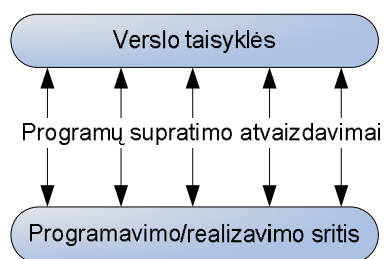 Verslo taisyklės
Programų supratimo atvaizdavimai
Programavimo/realizavimo sritis